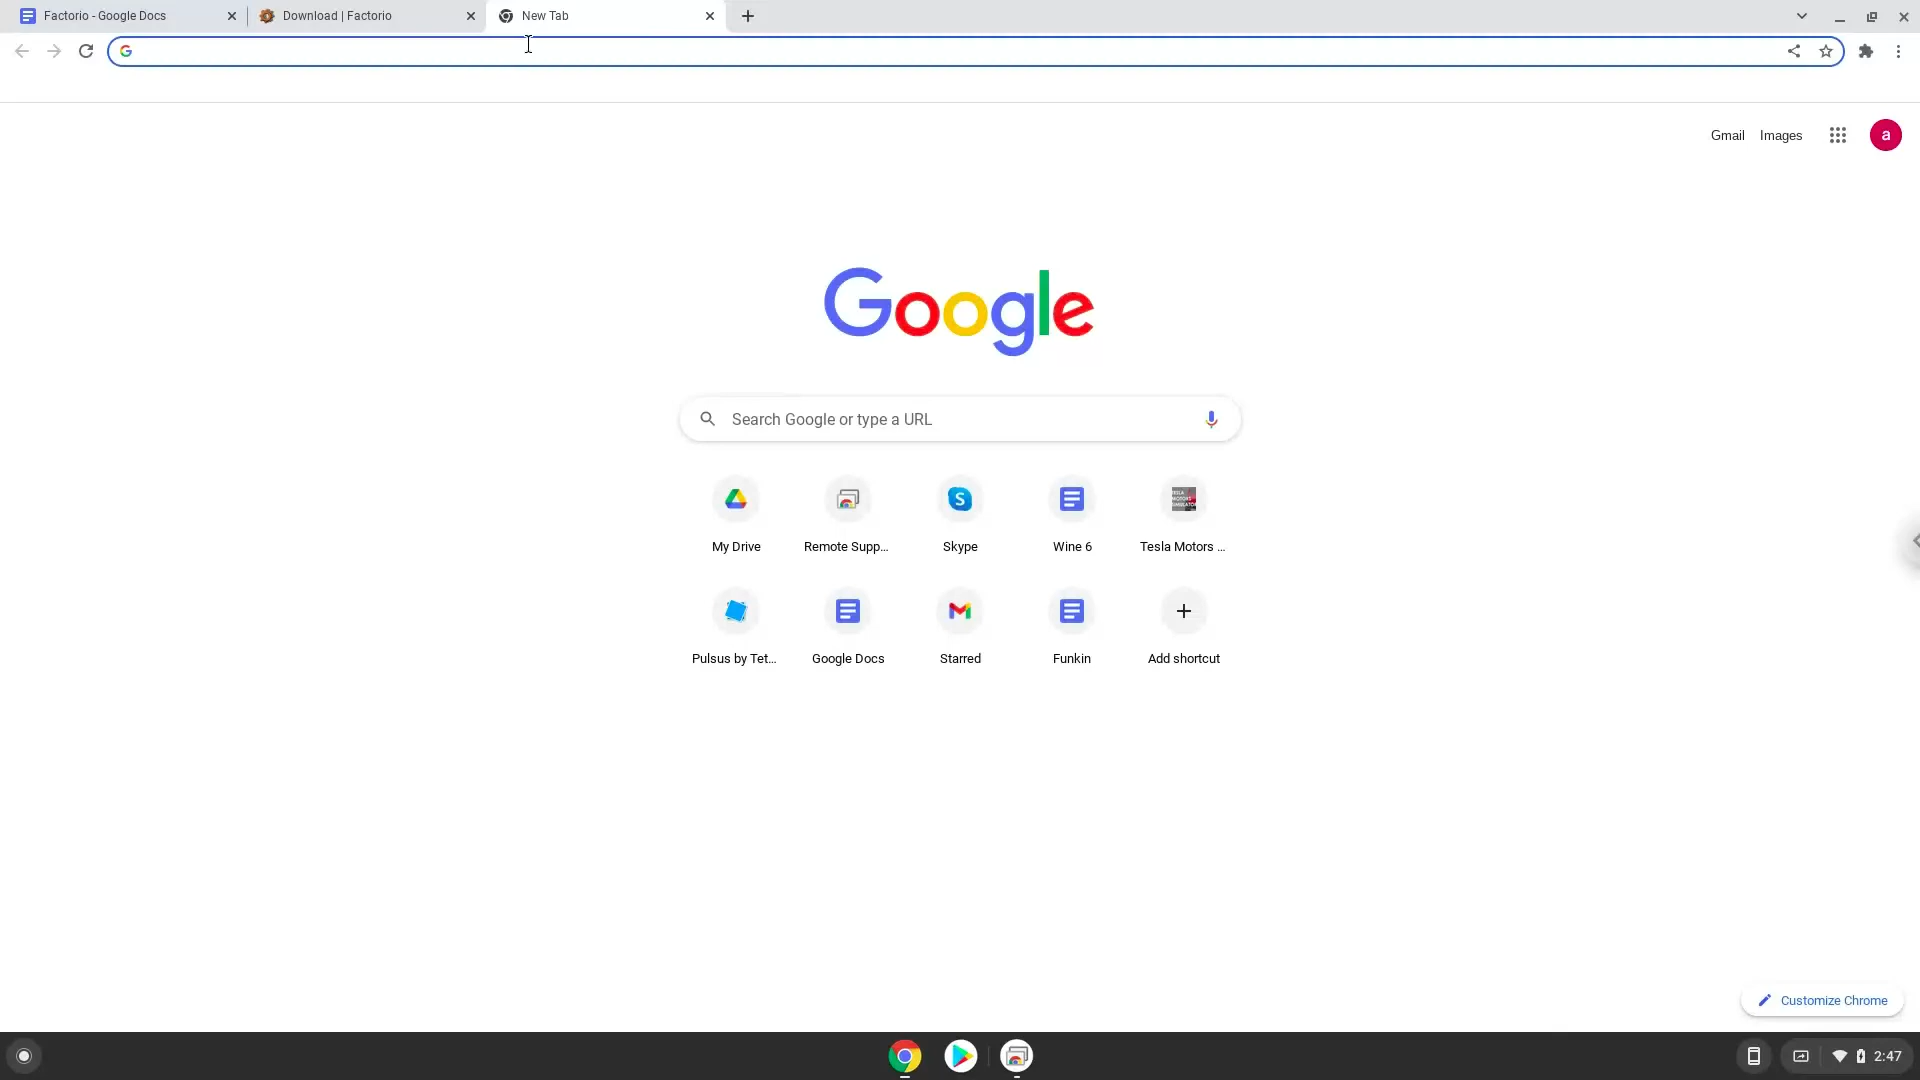 Factorio - Google Docs
Download | Factorio
New Tab
Gmail
Images
a
Google
Search Google or type a URL
My Drive
Remote Supp...
Skype
Wine 6
Tesla Motors ...
Pulsus by Tet...
Google Docs
Starred
Funkin
Add shortcut
Customize Chrome
2:47